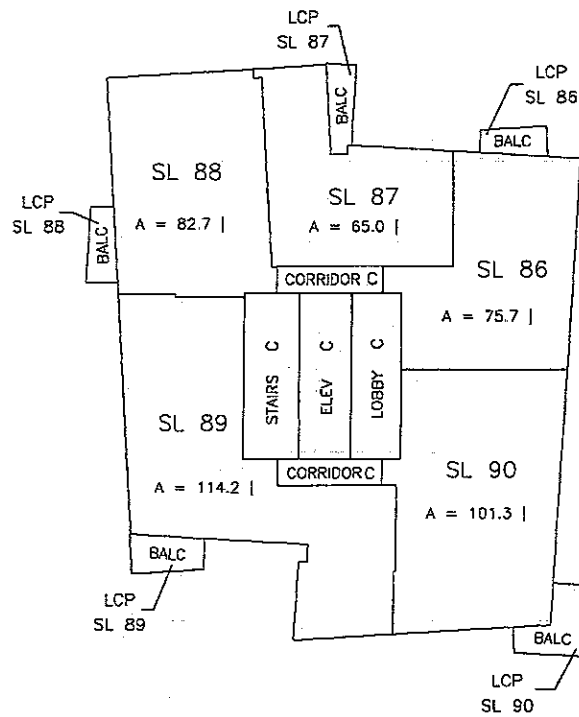 LCP
SL 87
LCP
SL 86
BALC
BALC
SL 88
A = 82.7 |
SL 87
A = 65.0 |
LCP
SL 88
BALC
CORRIDOR C
SL 86
A = 75.7 |
STAIRS C
ELEV C
LOBBY C
SL 89
A = 114.2 |
CORRIDOR C
SL 90
A = 101.3 |
BALC
LCP
SL 89
BALC
LCP
SL 90